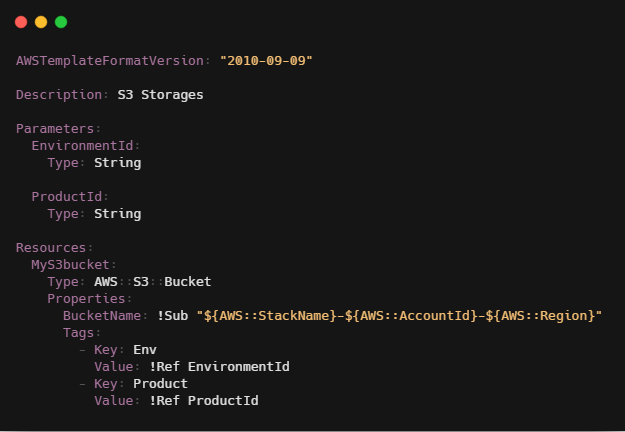 AWSTemplateFormatVersion: "2010-09-09"
Description: S3 Storages
Parameters:
  EnvironmentId:
    Type: String
  ProductId:
    Type: String
Resources:
  MyS3bucket:
    Type: AWS::S3::Bucket
    Properties:
      BucketName: !Sub "${AWS::StackName}-${AWS::AccountId}-${AWS::Region}"
      Tags:
        - Key: Env
          Value: !Ref EnvironmentId
        - Key: Product
          Value: !Ref ProductId